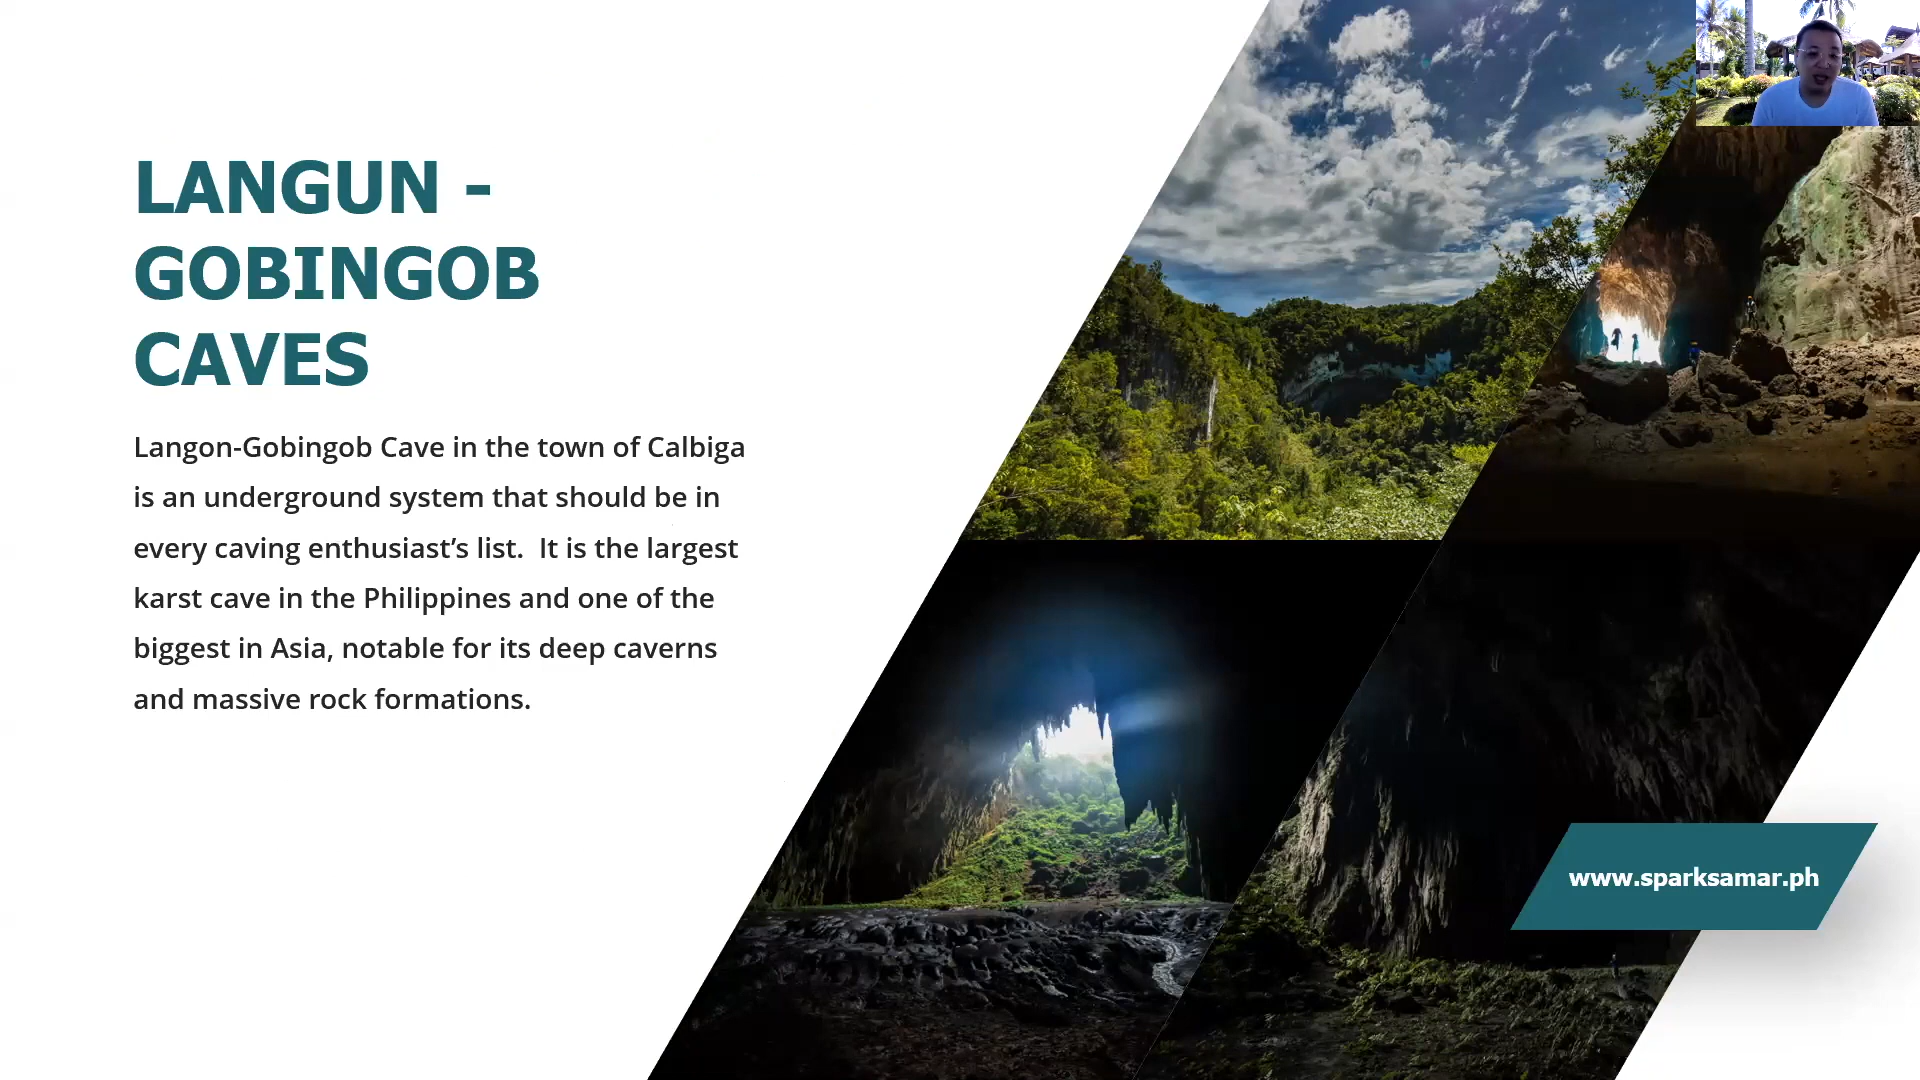 LANGUN -
GOBINGOB
CAVES
Langon-Gobingob Cave in the town of Calbiga
is an underground system that should be in
every caving enthusiast’s list.  It is the largest
karst cave in the Philippines and one of the
biggest in Asia, notable for its deep caverns
and massive rock formations.
www.sparksamar.ph